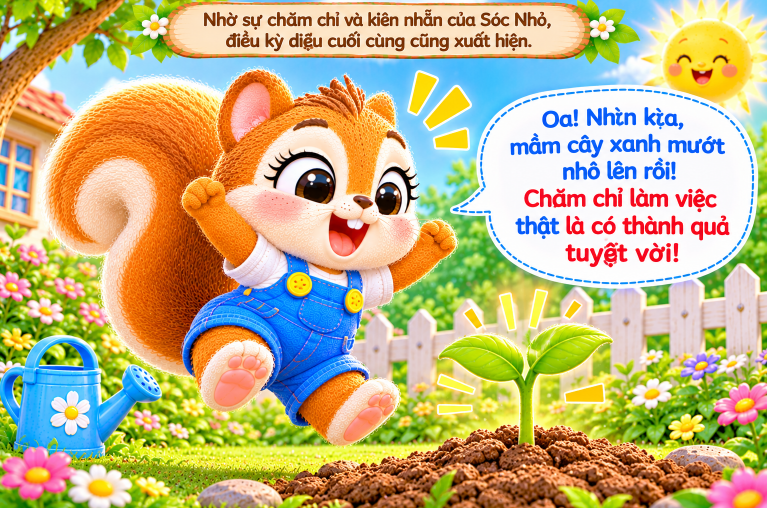 Nhờ sự chăm chỉ và kiên nhẫn của Sóc Nhỏ,
điều kỳ diệu cuối cùng cũng xuất hiện.
Oa! Nhìn kìa,
mầm cây xanh mướt
nhô lên rồi!
Chăm chỉ làm việc
thật là có thành quả
tuyệt vời!